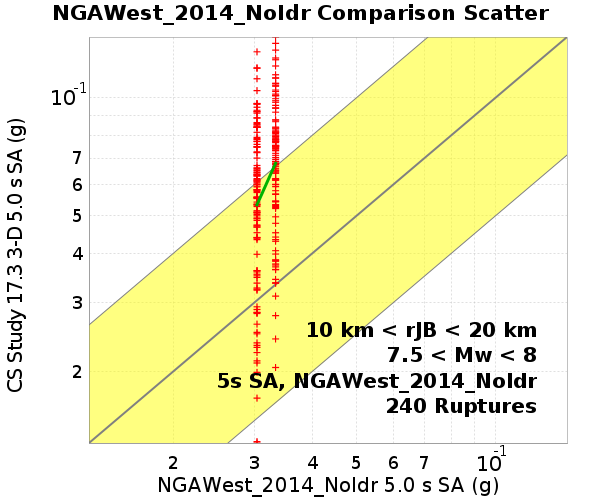 NGAWest_2014_NoIdr Comparison Scatter
CS Study 17.3 3-D 5.0 s SA (g)
10-1
7
6
5
4
3
2
10 km < rJB < 20 km
7.5 < Mw < 8
5s SA, NGAWest_2014_NoIdr
240 Ruptures
2 3 4 5 6 7 10-1
NGAWest_2014_NoIdr 5.0 s SA (g)